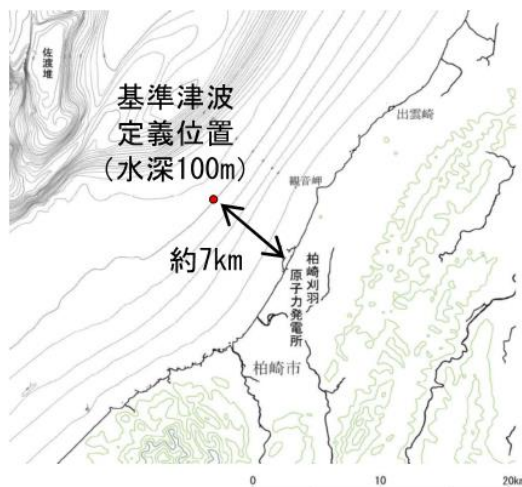 佐渡堆
基準津波
定義位置
(水深100m)
出雲崎
観音岬
約7km
柏崎刈羽
原子力発電所
柏崎市
0 10 20km